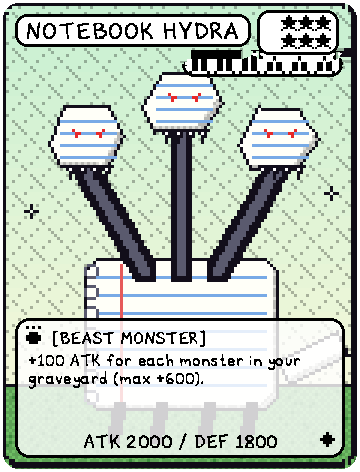 NOTEBOOK HYDRA
[BEAST MONSTER]
+100 ATK for each monster in your
graveyard (max +600).
ATK 2000 / DEF 1800